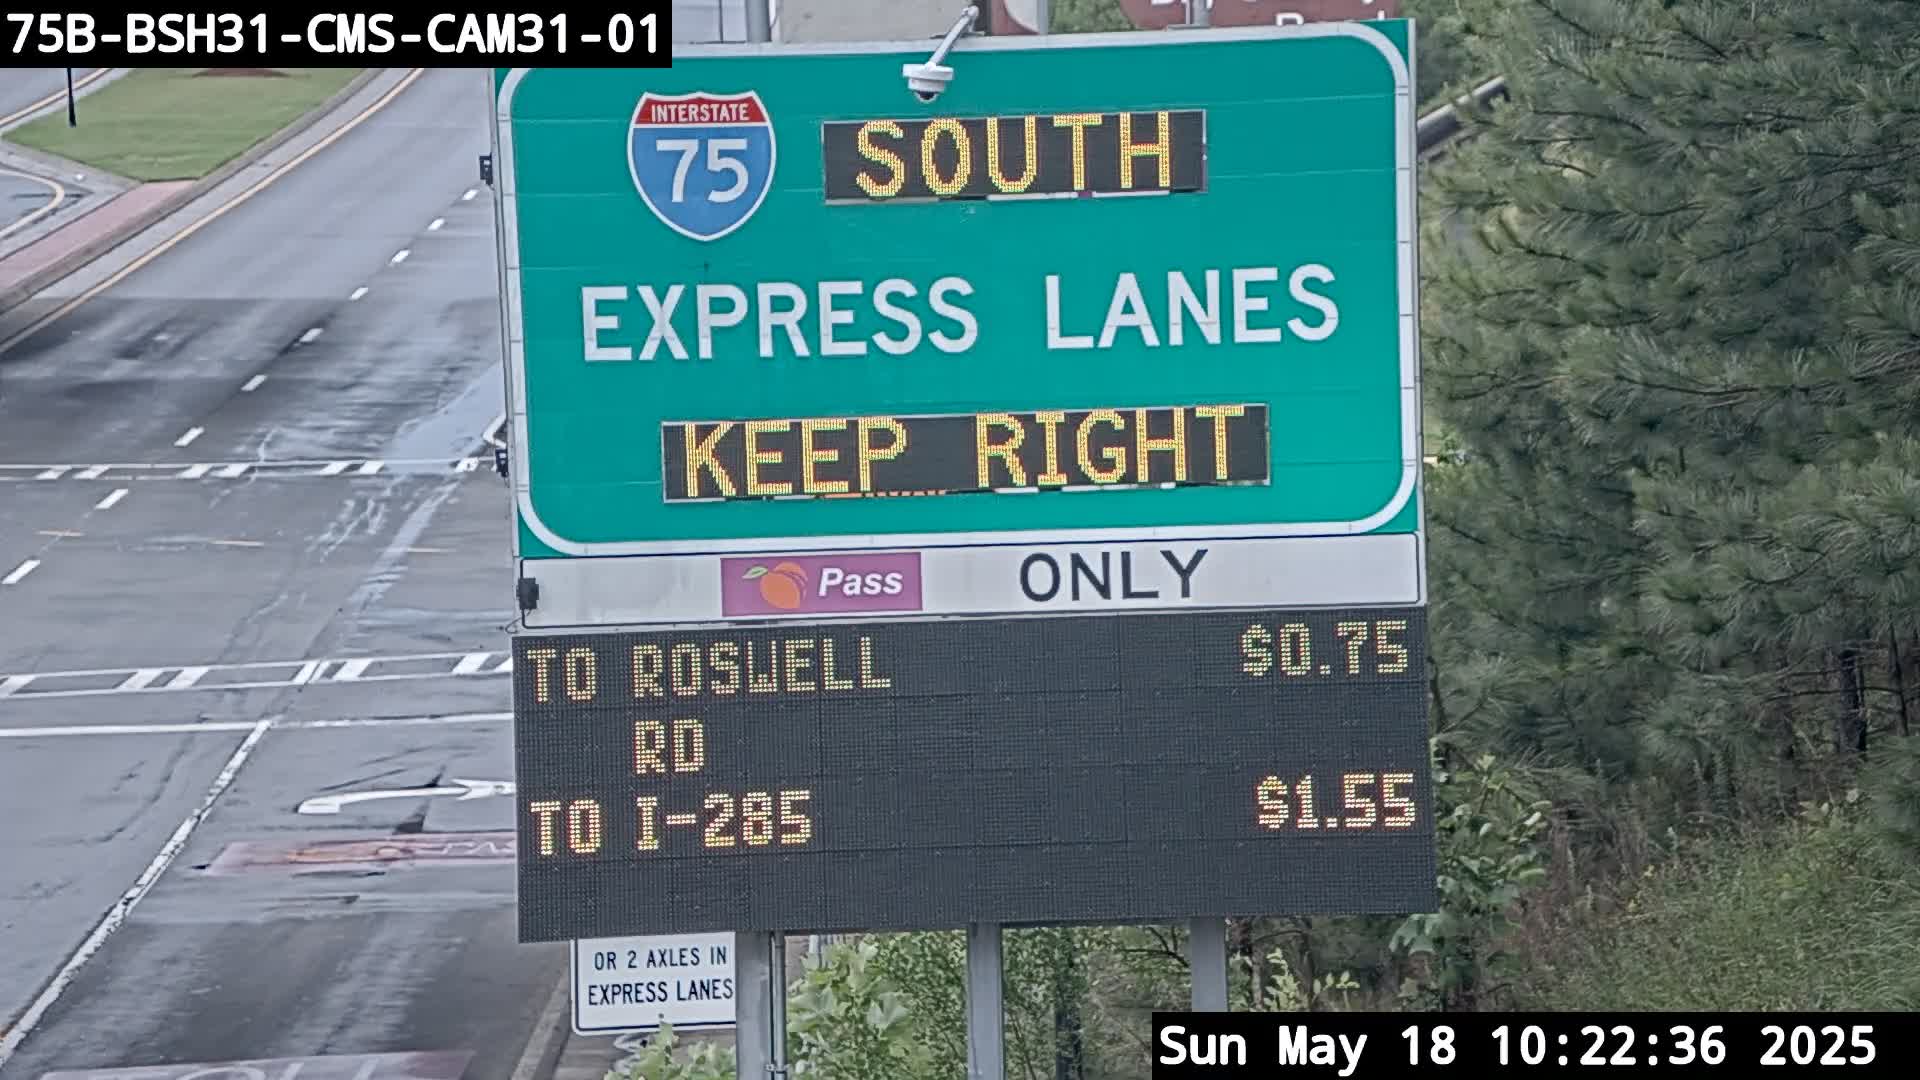 75B-BSH31-CMS-CAM31-01
INTERSTATE
75
SOUTH
EXPRESS LANES
KEEP RIGHT
Pass ONLY
TO ROSWELL $0.75
RD
TO I-285 $1.55
OR 2 AXLES IN
EXPRESS LANES
Sun May 18 10:22:36 2025